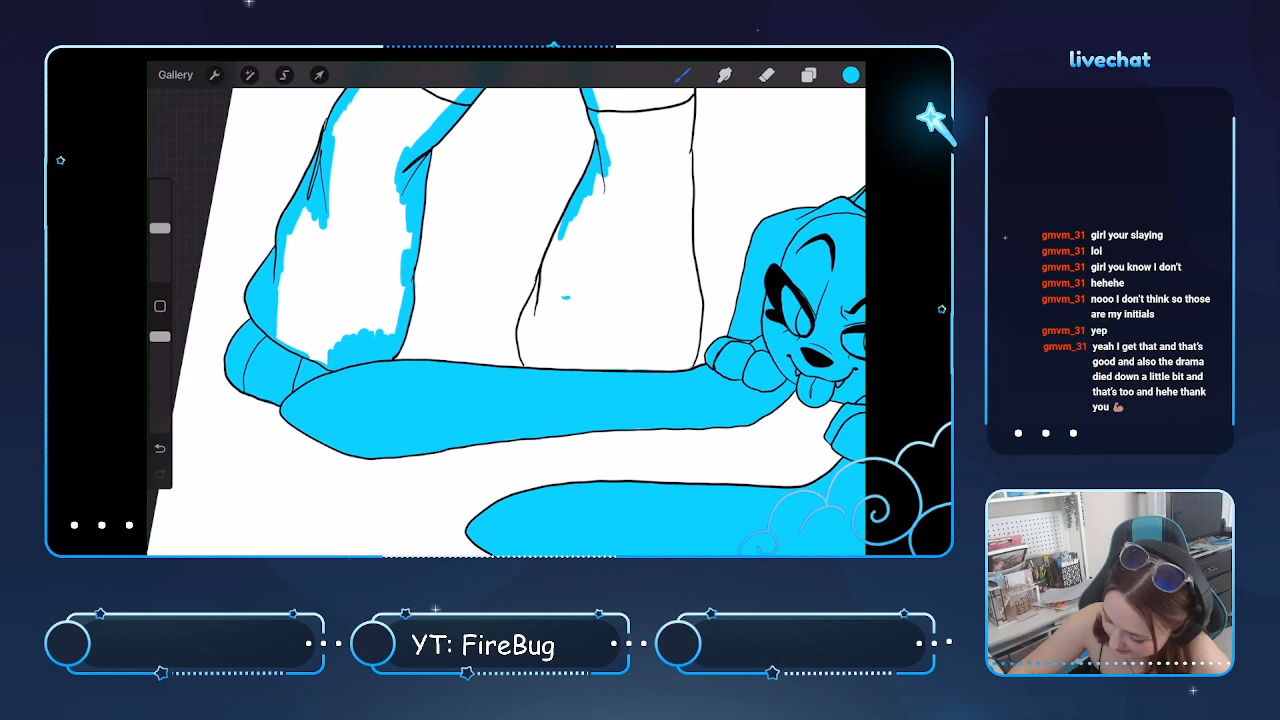 livechat
Gallery
gmvm_31 girl your slaying
gmvm_31 lol
gmvm_31 girl you know I don't
gmvm_31 hehehe
gmvm_31 nooo I don't think so those
are my initials
gmvm_31 yep
gmvm_31 yeah I get that and that's
good and also the drama
died down a little bit and
that's too and hehe thank
you 💪🏽
YT: FireBug